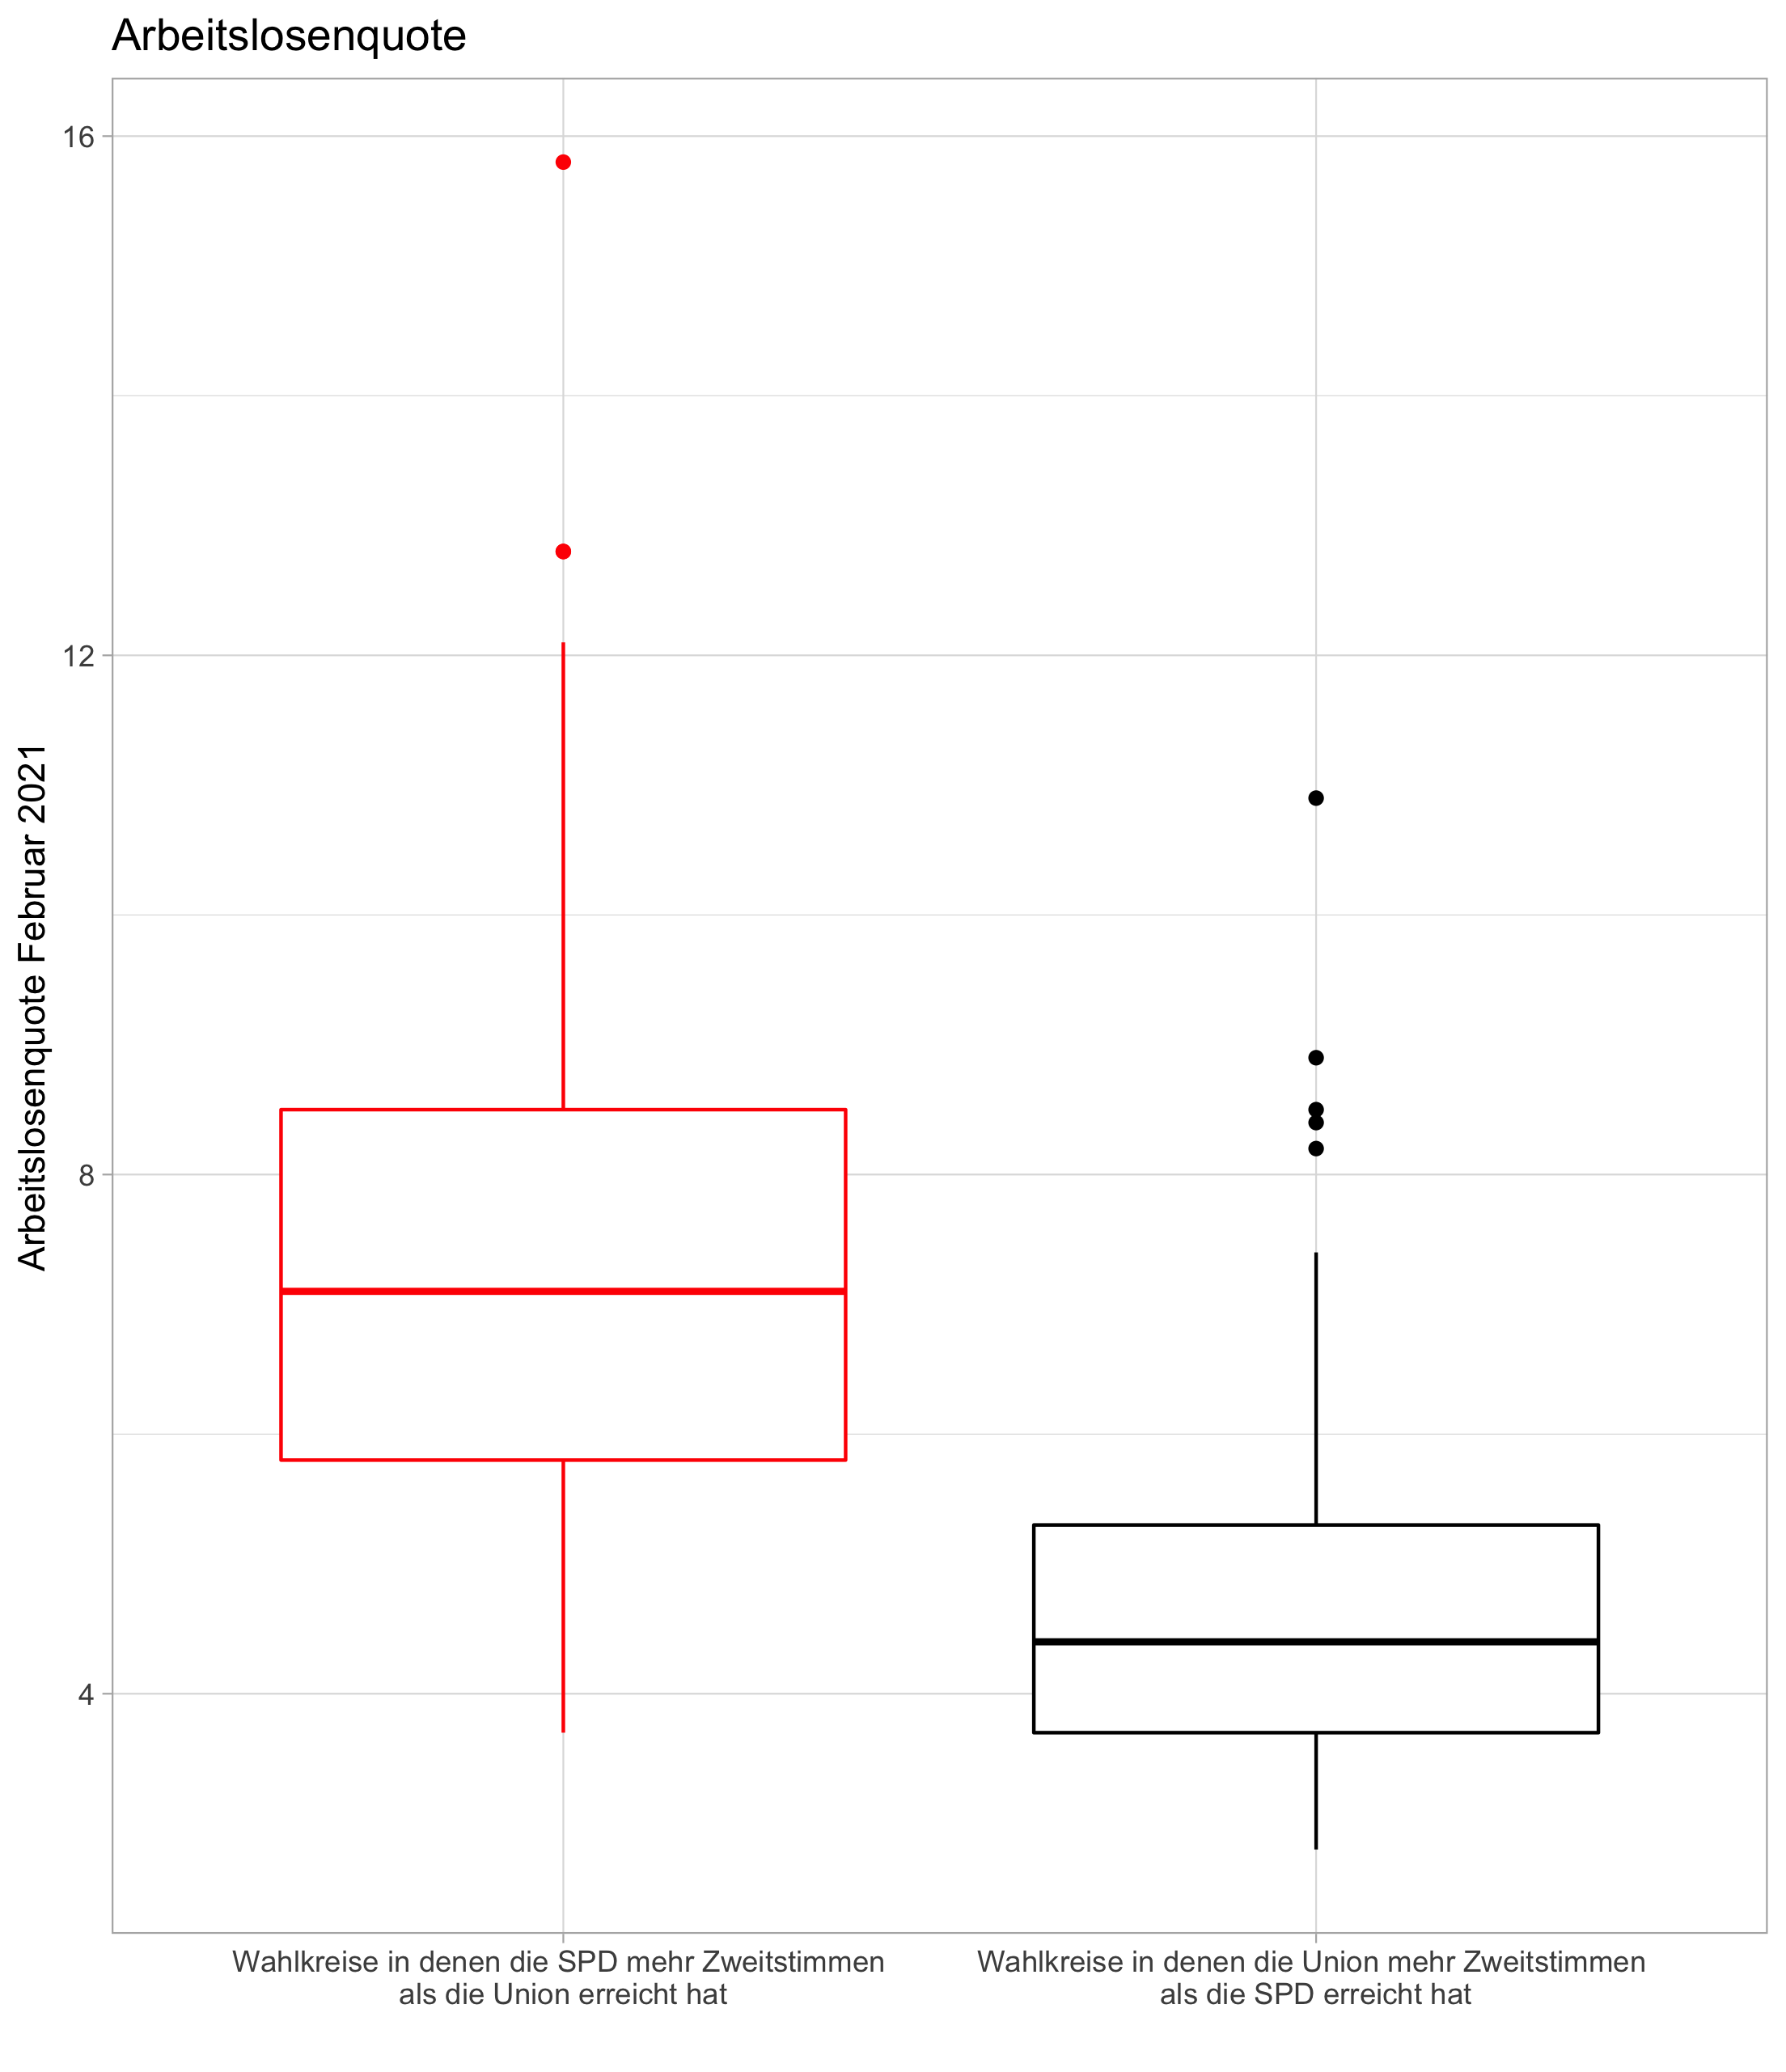 Arbeitslosenquote
16
12
8
4
Arbeitslosenquote Februar 2021
Wahlkreise in denen die SPD mehr Zweitstimmen
als die Union erreicht hat
Wahlkreise in denen die Union mehr Zweitstimmen
als die SPD erreicht hat